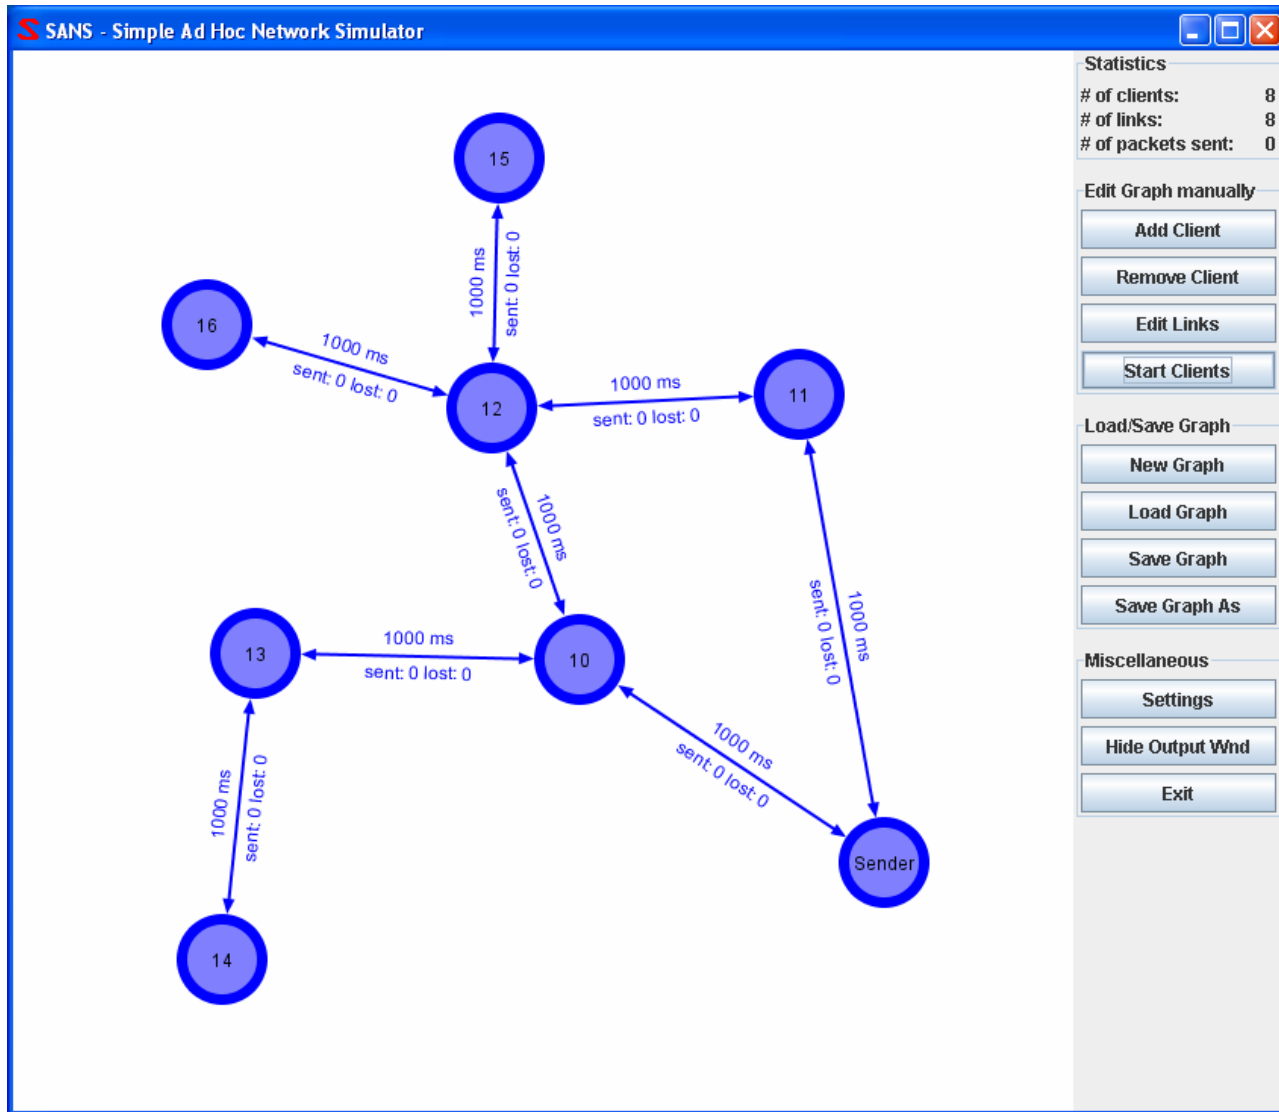 SANS - Simple Ad Hoc Network Simulator
15
1000 ms
sent: 0 lost: 0
16
1000 ms
sent: 0 lost: 0
12
1000 ms
sent: 0 lost: 0
11
1000 ms
sent: 0 lost: 0
1000 ms
sent: 0 lost: 0
13
1000 ms
sent: 0 lost: 0
10
1000 ms
sent: 0 lost: 0
1000 ms
sent: 0 lost: 0
Sender
14
Statistics
# of clients: 8
# of links: 8
# of packets sent: 0
Edit Graph manually
Add Client
Remove Client
Edit Links
Start Clients
Load/Save Graph
New Graph
Load Graph
Save Graph
Save Graph As
Miscellaneous
Settings
Hide Output Wnd
Exit